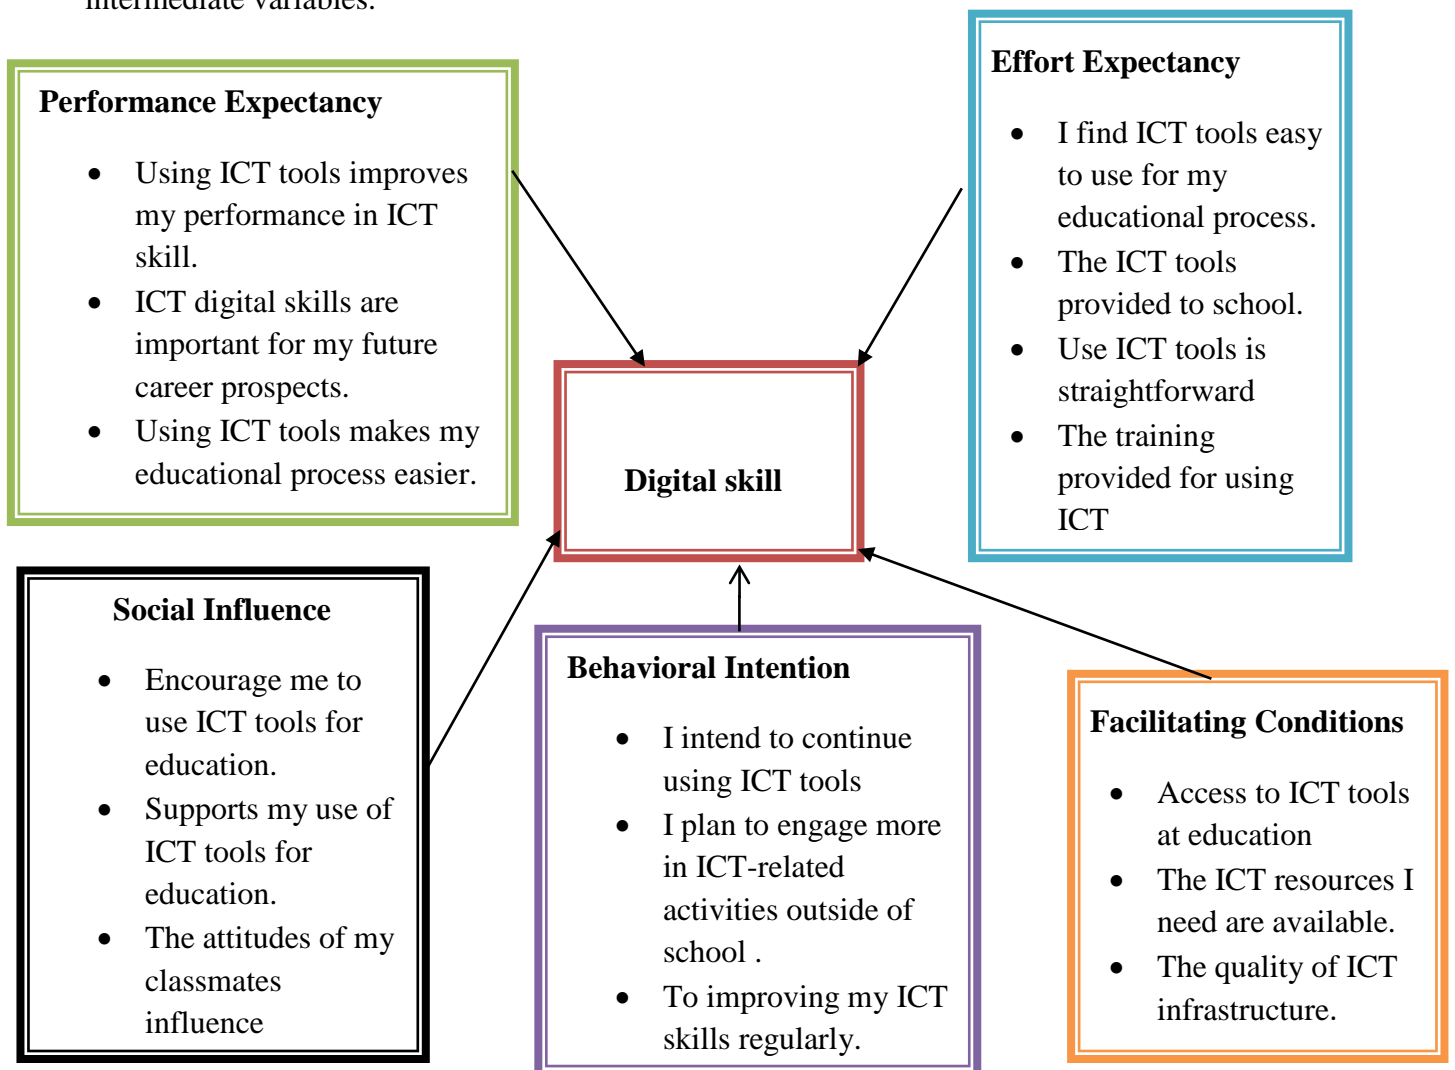 intermediate variables.
Performance Expectancy
• Using ICT tools improves
my performance in ICT
skill.
• ICT digital skills are
important for my future
career prospects.
• Using ICT tools makes my
educational process easier.
Effort Expectancy
• I find ICT tools easy
to use for my
educational process.
• The ICT tools
provided to school.
• Use ICT tools is
straightforward
• The training
provided for using
ICT
Digital skill
Social Influence
• Encourage me to
use ICT tools for
education.
• Supports my use of
ICT tools for
education.
• The attitudes of my
classmates
influence
Behavioral Intention
• I intend to continue
using ICT tools
• I plan to engage more
in ICT-related
activities outside of
school .
• To improving my ICT
skills regularly.
Facilitating Conditions
• Access to ICT tools
at education
• The ICT resources I
need are available.
• The quality of ICT
infrastructure.